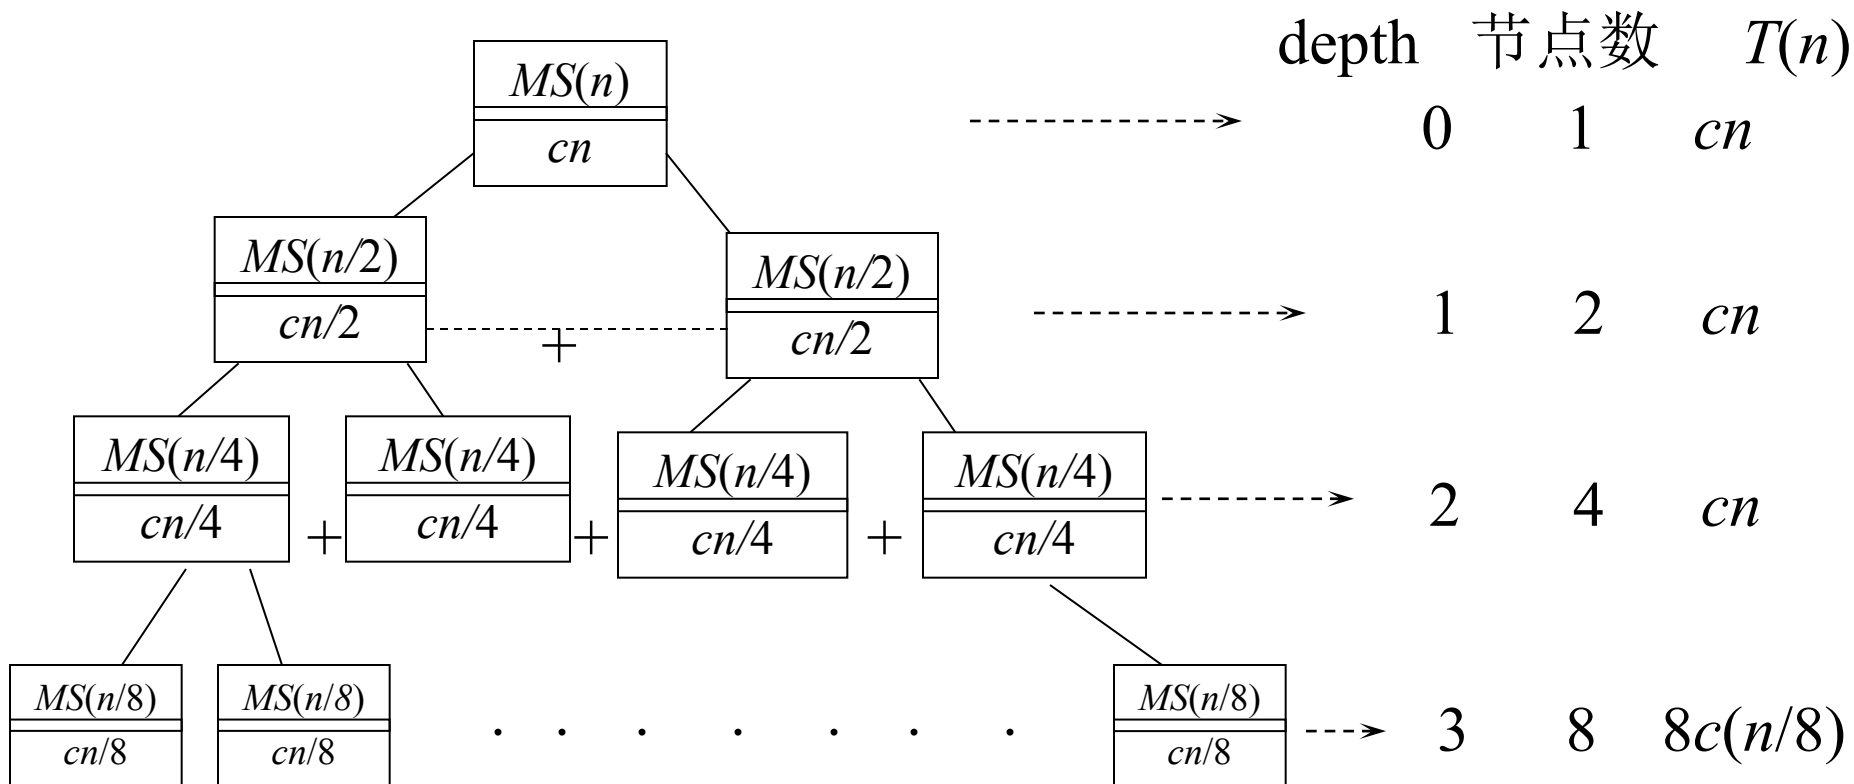 depth 节点数 T(n)
MS(n)
cn
0 1 cn
MS(n/2) MS(n/2)
cn/2 + cn/2
1 2 cn
MS(n/4) MS(n/4) MS(n/4) MS(n/4)
cn/4 + cn/4 + cn/4 + cn/4
2 4 cn
MS(n/8) MS(n/8) MS(n/8)
cn/8 cn/8 . . . . . . . cn/8
3 8 8c(n/8)